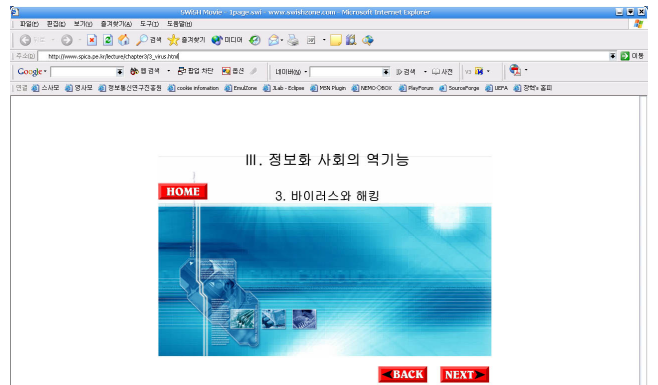 SWiSH Movie - 1page.swi - www.swishzone.com - Microsoft Internet Explorer
파일(F) 편집(E) 보기(V) 즐겨찾기(A) 도구(T) 도움말(H)
뒤로 검색 즐겨찾기 미디어
주소(D) http://www.spica.pe.kr/lecture/chapter3/3_virus.html 이동
Google 웹 검색 팝업 차단 옵션 네이버 검색 사전
연결 스사모 영사모 정보통신연구진흥원 cookie infomation EmulZone JLab - Eclipse MSN Plugin NEMO◇BOX PlayForum SourceForge UEFA
III. 정보화 사회의 역기능
HOME
3. 바이러스와 해킹
BACK NEXT